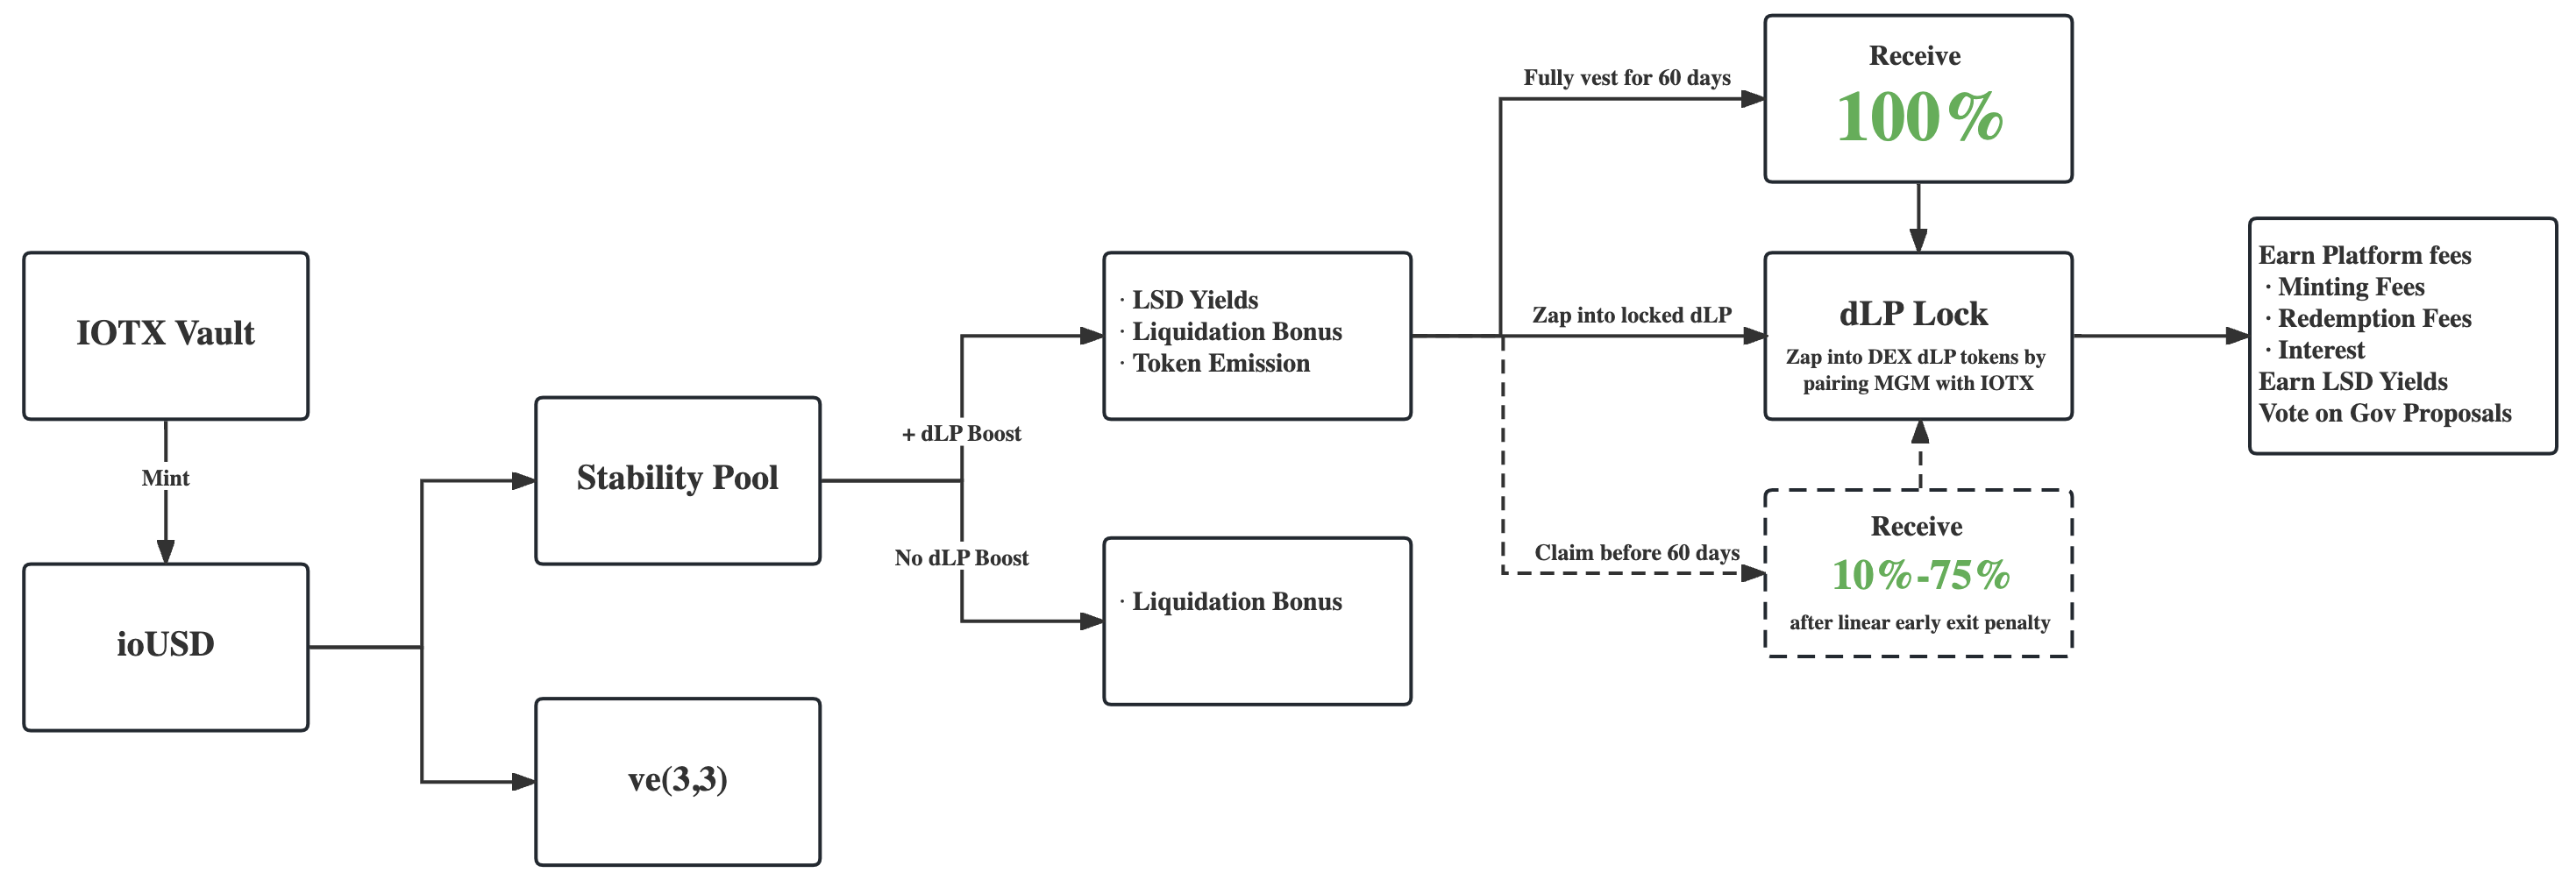 IOTX Vault
Mint
ioUSD
Stability Pool
ve(3,3)
+ dLP Boost
No dLP Boost
· LSD Yields
· Liquidation Bonus
· Token Emission
· Liquidation Bonus
Fully vest for 60 days
Zap into locked dLP
Claim before 60 days
Receive
100%
dLP Lock
Zap into DEX dLP tokens by
pairing MGM with IOTX
Receive
10%-75%
after linear early exit penalty
Earn Platform fees
· Minting Fees
· Redemption Fees
· Interest
Earn LSD Yields
Vote on Gov Proposals